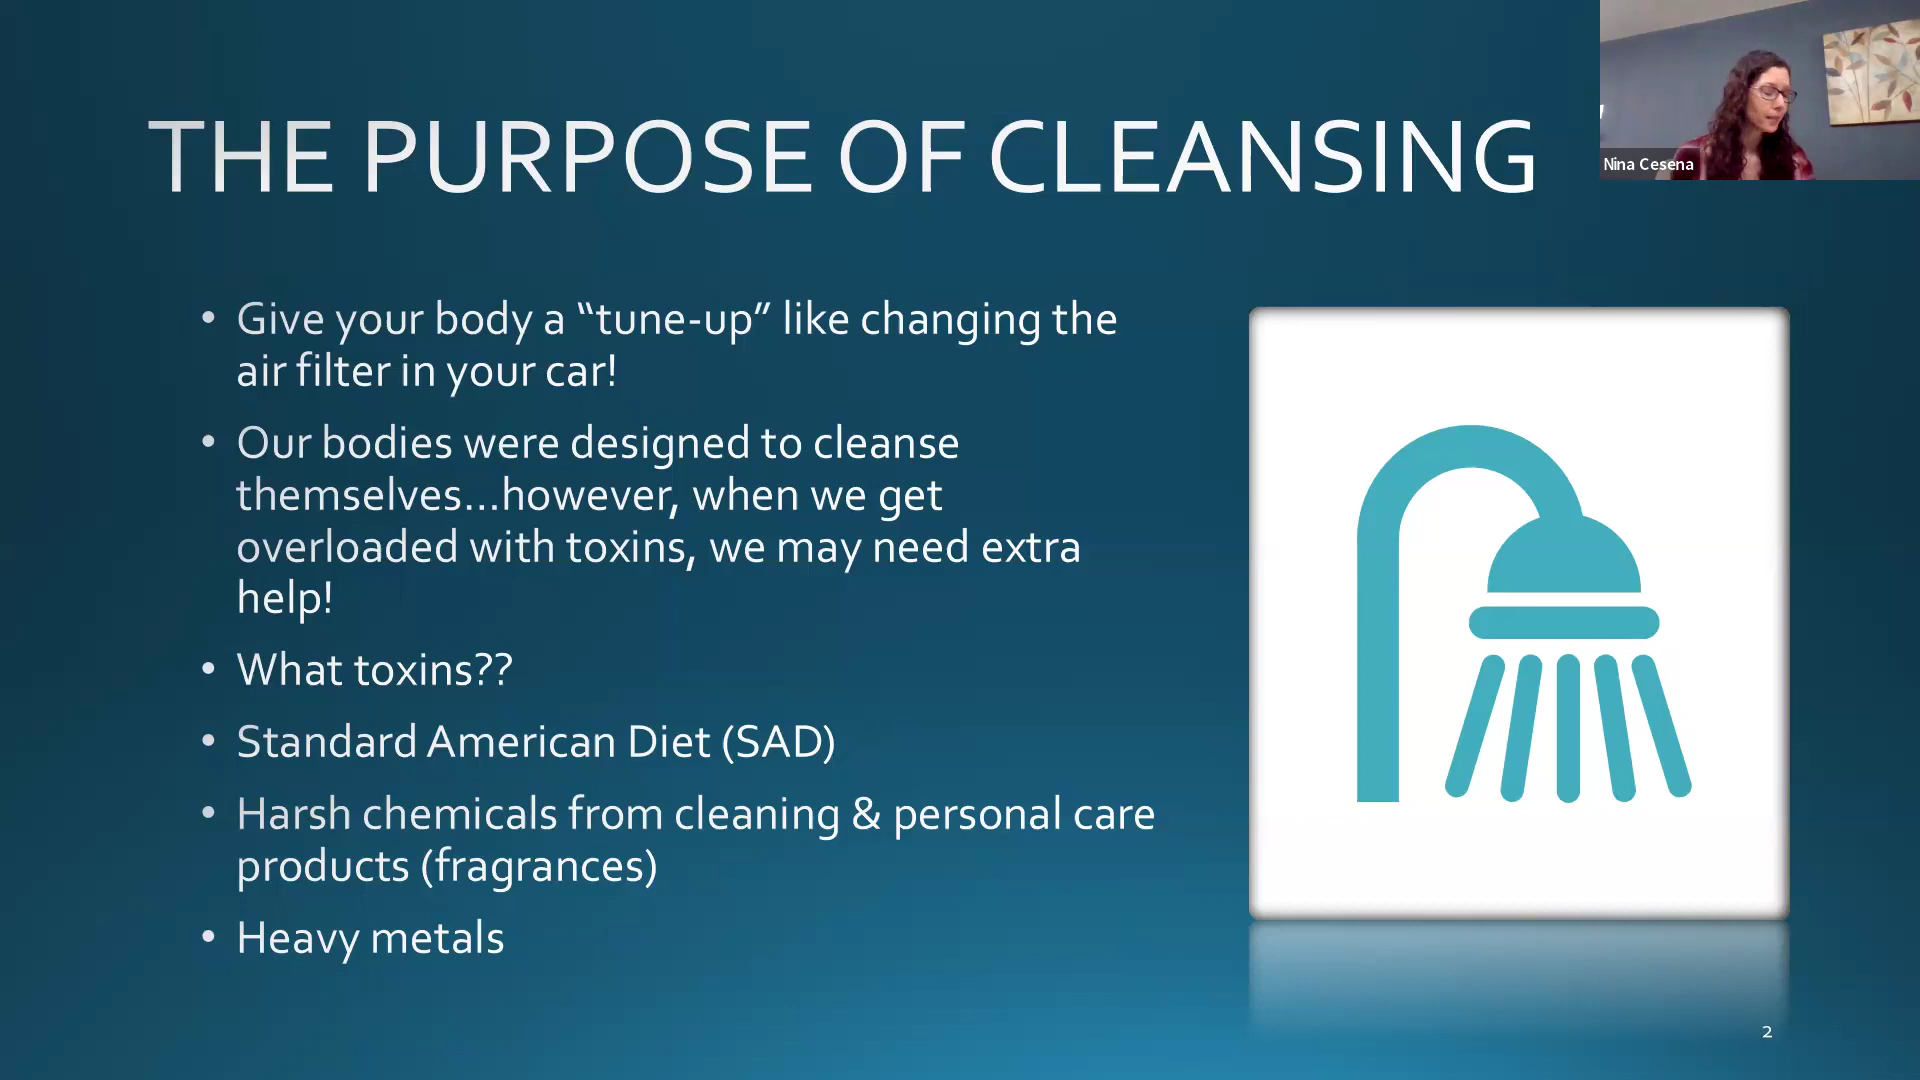 THE PURPOSE OF CLEANSING
Nina Cesena
• Give your body a “tune-up” like changing the
air filter in your car!
• Our bodies were designed to cleanse
themselves…however, when we get
overloaded with toxins, we may need extra
help!
• What toxins??
• Standard American Diet (SAD)
• Harsh chemicals from cleaning & personal care
products (fragrances)
• Heavy metals
2